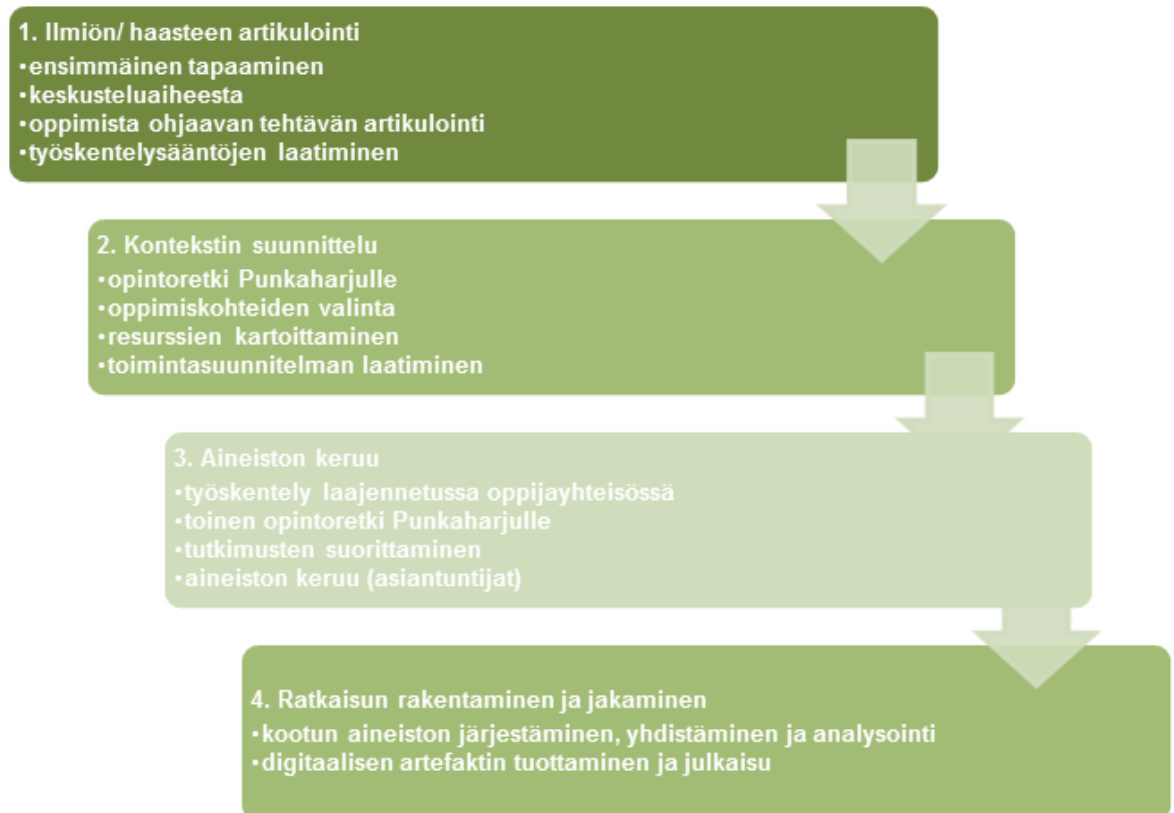 1. Ilmiön/ haasteen artikulointi
•ensimmäinen tapaaminen
•keskusteluaiheesta
•oppimista ohjaavan tehtävän artikulointi
•työskentelysääntöjen laatiminen
2. Kontekstin suunnittelu
•opintoretki Punkaharjulle
•oppimiskohteiden valinta
•resurssien kartoittaminen
•toimintasuunnitelman laatiminen
3. Aineiston keruu
•työskentely laajennetussa oppijayhteisössä
•toinen opintoretki Punkaharjulle
•tutkimusten suorittaminen
•aineiston keruu (asiantuntijat)
4. Ratkaisun rakentaminen ja jakaminen
•kootun aineiston järjestäminen, yhdistäminen ja analysointi
•digitaalisen artefaktin tuottaminen ja julkaisu